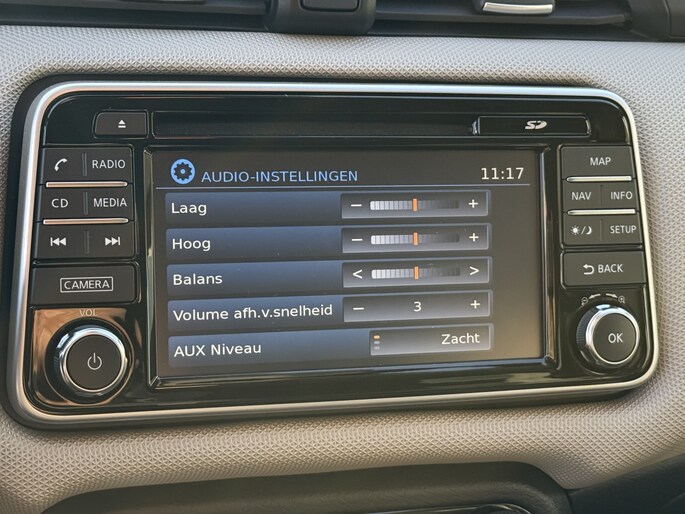 SD
RADIO
MAP
AUDIO-INSTELLINGEN 11:17
CD MEDIA
NAV INFO
Laag − +
SETUP
Hoog − +
BACK
CAMERA
Balans < >
VOL
Volume afh.v.snelheid − 3 +
OK
AUX Niveau Zacht